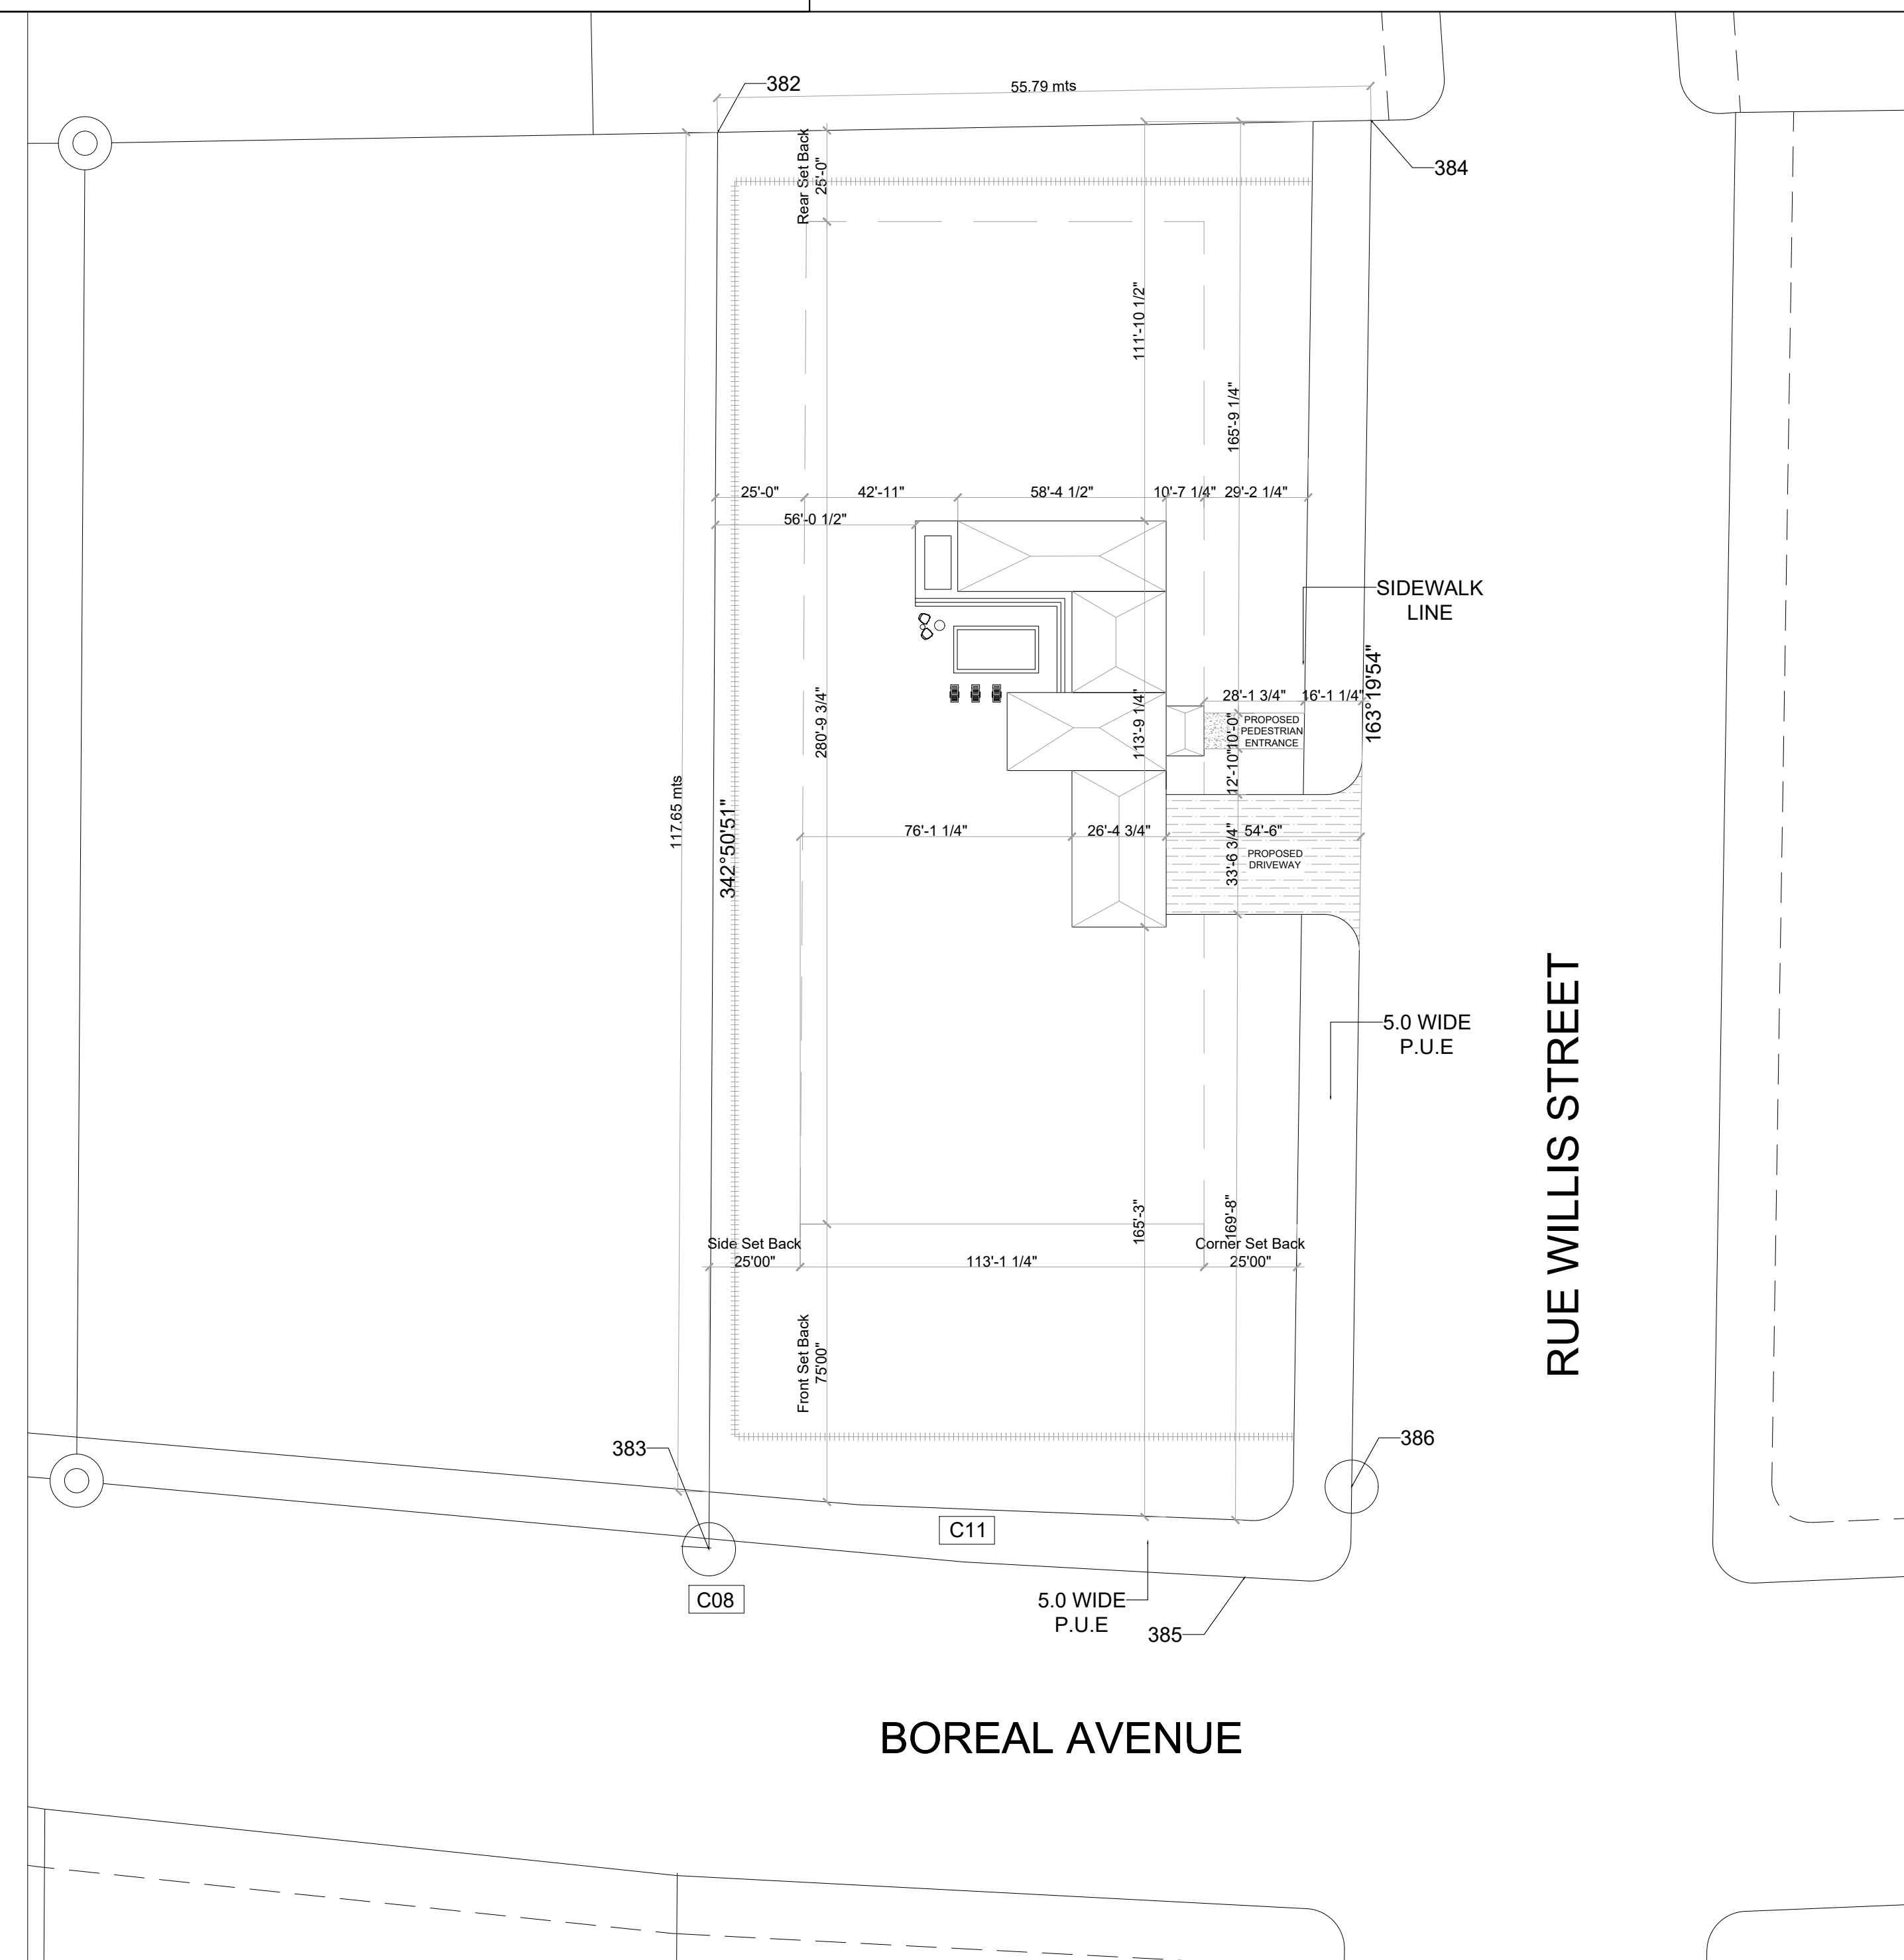 382
55.79 mts
384
Rear Set Back
25'-0"
111'-10 1/2"
165'-9 1/4"
25'-0"
42'-11"
58'-4 1/2"
10'-7 1/4"
29'-2 1/4"
56'-0 1/2"
SIDEWALK
LINE
163°19'54"
28'-1 3/4"
16'-1 1/4"
280'-9 3/4"
113'-9 1/4"
10'-0"
PROPOSED
PEDESTRIAN
ENTRANCE
12'-10"
117.65 mts
342°50'51"
76'-1 1/4"
26'-4 3/4"
54'-6"
33'-6 3/4"
PROPOSED
DRIVEWAY
5.0 WIDE
P.U.E
RUE WILLIS STREET
165'-3"
169'-8"
Side Set Back
25'00"
113'-1 1/4"
Corner Set Back
25'00"
Front Set Back
75'00"
383
386
C11
C08
5.0 WIDE
P.U.E
385
BOREAL AVENUE